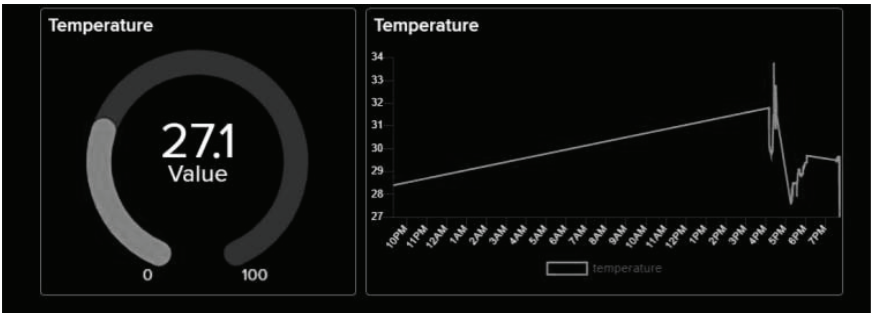 Temperature
27.1
Value
0
100
Temperature
34
33
32
31
30
29
28
27
10PM 11PM 12AM 1AM 2AM 3AM 4AM 5AM 6AM 7AM 8AM 9AM 10AM 11AM 12PM 1PM 2PM 3PM 4PM 5PM 6PM 7PM
temperature